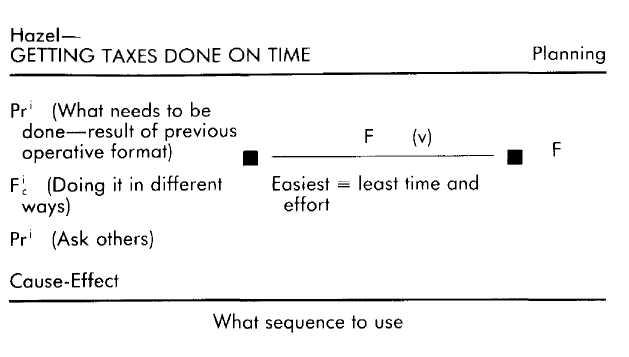 Hazel—
GETTING TAXES DONE ON TIME Planning
Prⁱ (What needs to be
done—result of previous
operative format)
F (v)
F
Fⁱc (Doing it in different
ways)
Easiest ≡ least time and
effort
Prⁱ (Ask others)
Cause-Effect
What sequence to use